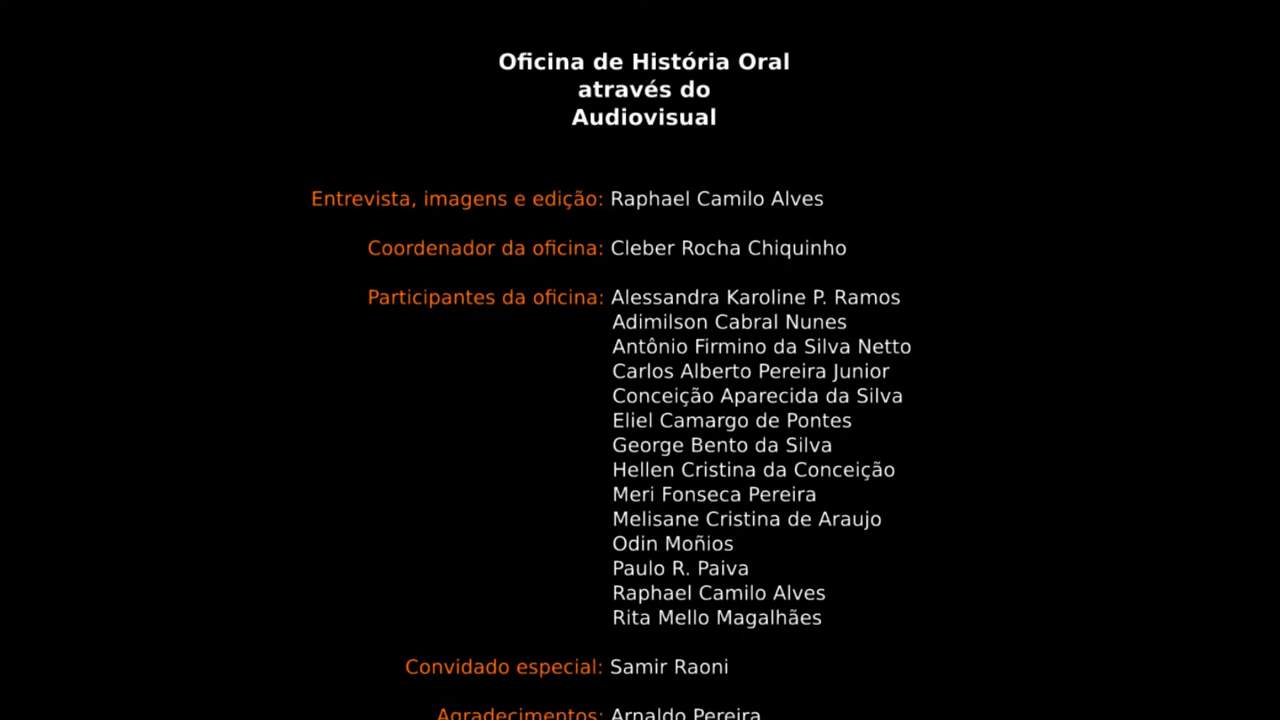 Oficina de História Oral
através do
Audiovisual
Entrevista, imagens e edição: Raphael Camilo Alves
Coordenador da oficina: Cleber Rocha Chiquinho
Participantes da oficina: Alessandra Karoline P. Ramos
Adimilson Cabral Nunes
Antônio Firmino da Silva Netto
Carlos Alberto Pereira Junior
Conceição Aparecida da Silva
Eliel Camargo de Pontes
George Bento da Silva
Hellen Cristina da Conceição
Meri Fonseca Pereira
Melisane Cristina de Araujo
Odin Moñios
Paulo R. Paiva
Raphael Camilo Alves
Rita Mello Magalhães
Convidado especial: Samir Raoni
Agradecimentos: Arnaldo Pereira